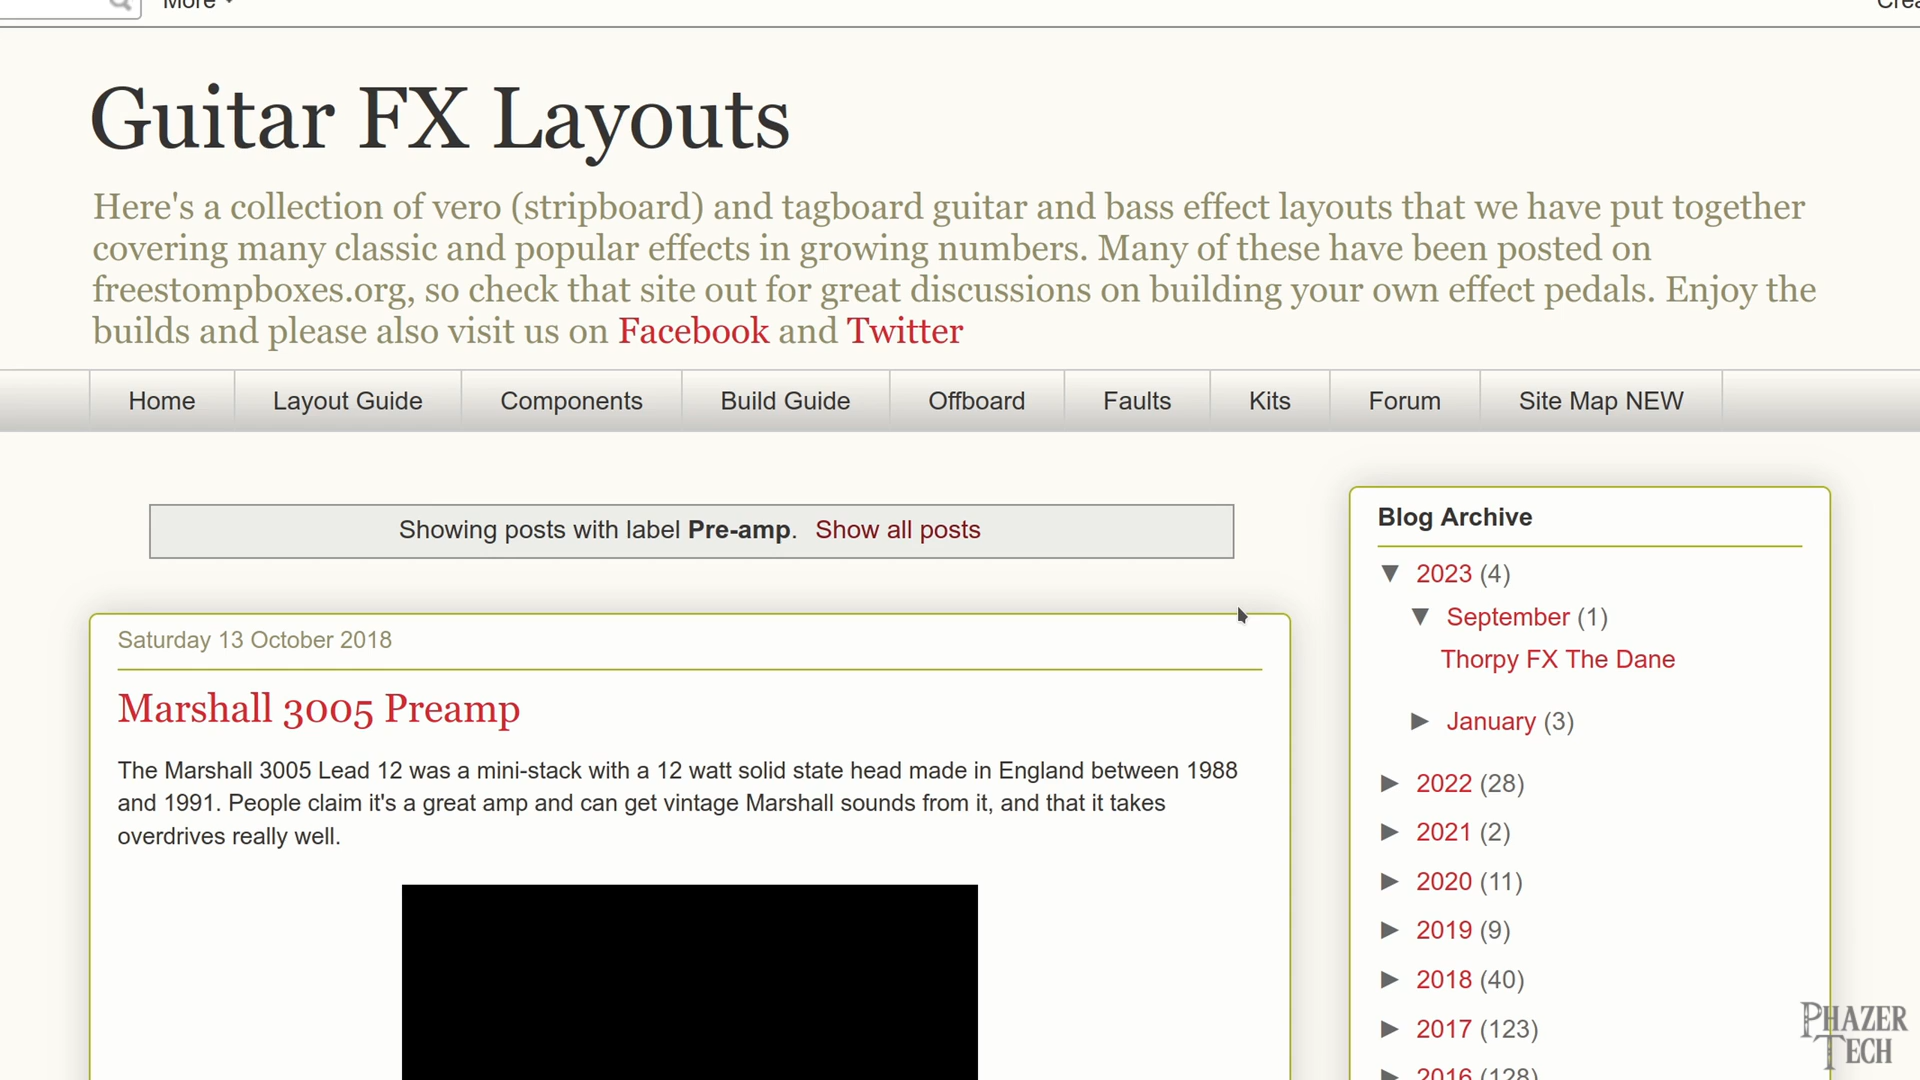 More
Guitar FX Layouts
Here's a collection of vero (stripboard) and tagboard guitar and bass effect layouts that we have put together
covering many classic and popular effects in growing numbers. Many of these have been posted on
freestompboxes.org, so check that site out for great discussions on building your own effect pedals. Enjoy the
builds and please also visit us on Facebook and Twitter
Home Layout Guide Components Build Guide Offboard Faults Kits Forum Site Map NEW
Showing posts with label Pre-amp. Show all posts
Saturday 13 October 2018
Marshall 3005 Preamp
The Marshall 3005 Lead 12 was a mini-stack with a 12 watt solid state head made in England between 1988
and 1991. People claim it's a great amp and can get vintage Marshall sounds from it, and that it takes
overdrives really well.
Blog Archive
▼ 2023 (4)
▼ September (1)
Thorpy FX The Dane
► January (3)
► 2022 (28)
► 2021 (2)
► 2020 (11)
► 2019 (9)
► 2018 (40)
► 2017 (123)
► 2016 (128)
PHAZER
TECH